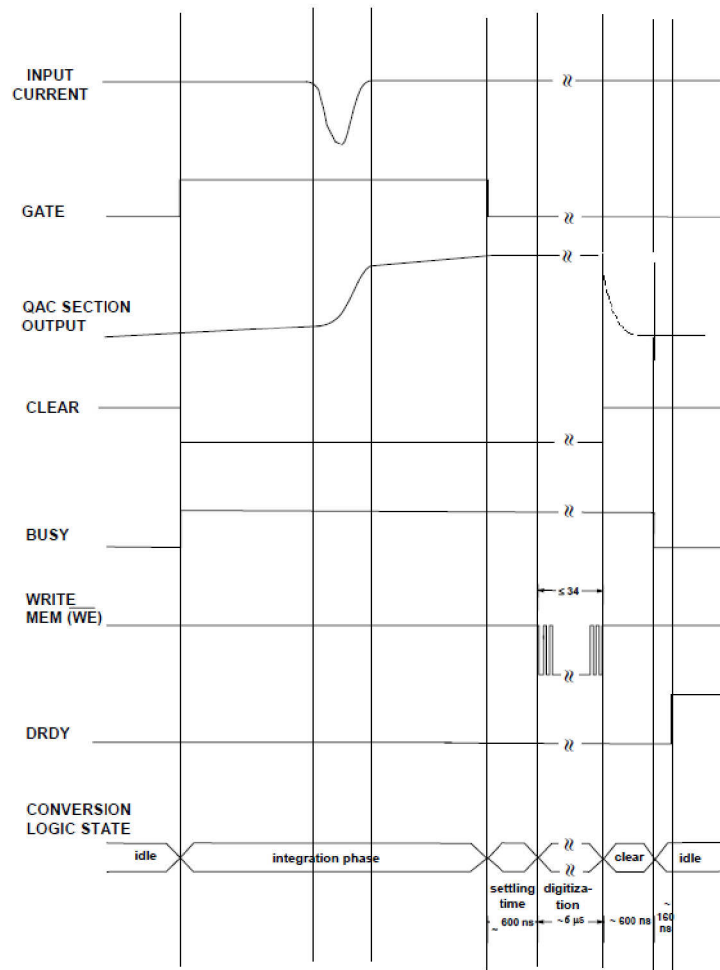 INPUT
CURRENT
GATE
QAC SECTION
OUTPUT
CLEAR
BUSY
WRITE
MEM (WE)
≤ 34
DRDY
CONVERSION
LOGIC STATE
idle
integration phase
clear
idle
settling
time
digitiza-
tion
~ 600 ns
~6 µs
~ 600 ns
~
160
ns